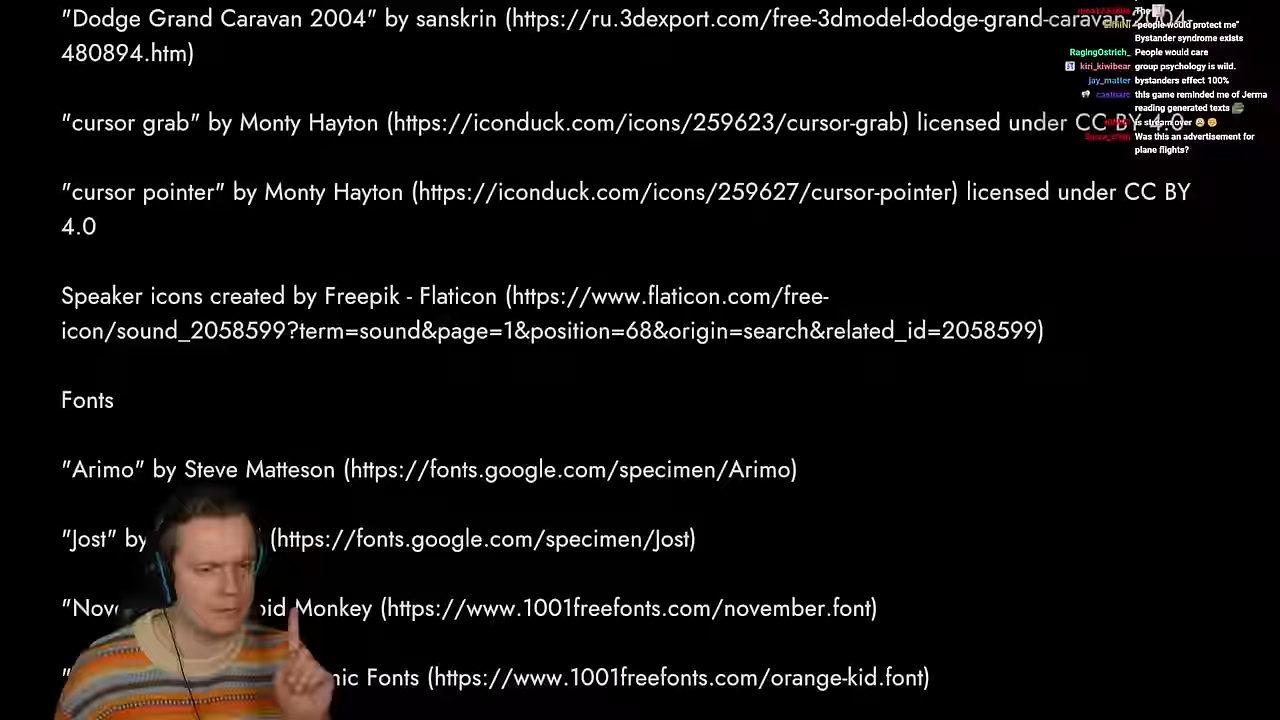 "Dodge Grand Caravan 2004" by sanskrin (https://ru.3dexport.com/free-3dmodel-dodge-grand-caravan-2004-
480894.htm)
"cursor grab" by Monty Hayton (https://iconduck.com/icons/259623/cursor-grab) licensed under CC BY 4.0
"cursor pointer" by Monty Hayton (https://iconduck.com/icons/259627/cursor-pointer) licensed under CC BY
4.0
Speaker icons created by Freepik - Flaticon (https://www.flaticon.com/free-
icon/sound_2058599?term=sound&page=1&position=68&origin=search&related_id=2058599)
Fonts
"Arimo" by Steve Matteson (https://fonts.google.com/specimen/Arimo)
"Jost" by (https://fonts.google.com/specimen/Jost)
Monkey (https://www.1001freefonts.com/november.font)
Fonts (https://www.1001freefonts.com/orange-kid.font)
The
"people would protect me"
Bystander syndrome exists
RagingOstrich_ People would care
kiri_kiwibear group psychology is wild.
jay_matler bystanders effect 100%
this game reminded me of Jerma
reading generated texts
is stream over
Was this an advertisement for
plane flights?